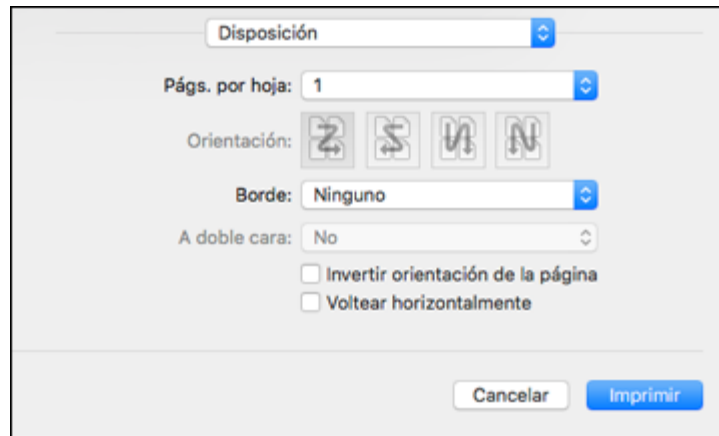 Disposición
Págs. por hoja: 1
Orientación:
Borde: Ninguno
A doble cara: No
Invertir orientación de la página
Voltear horizontalmente
Cancelar Imprimir